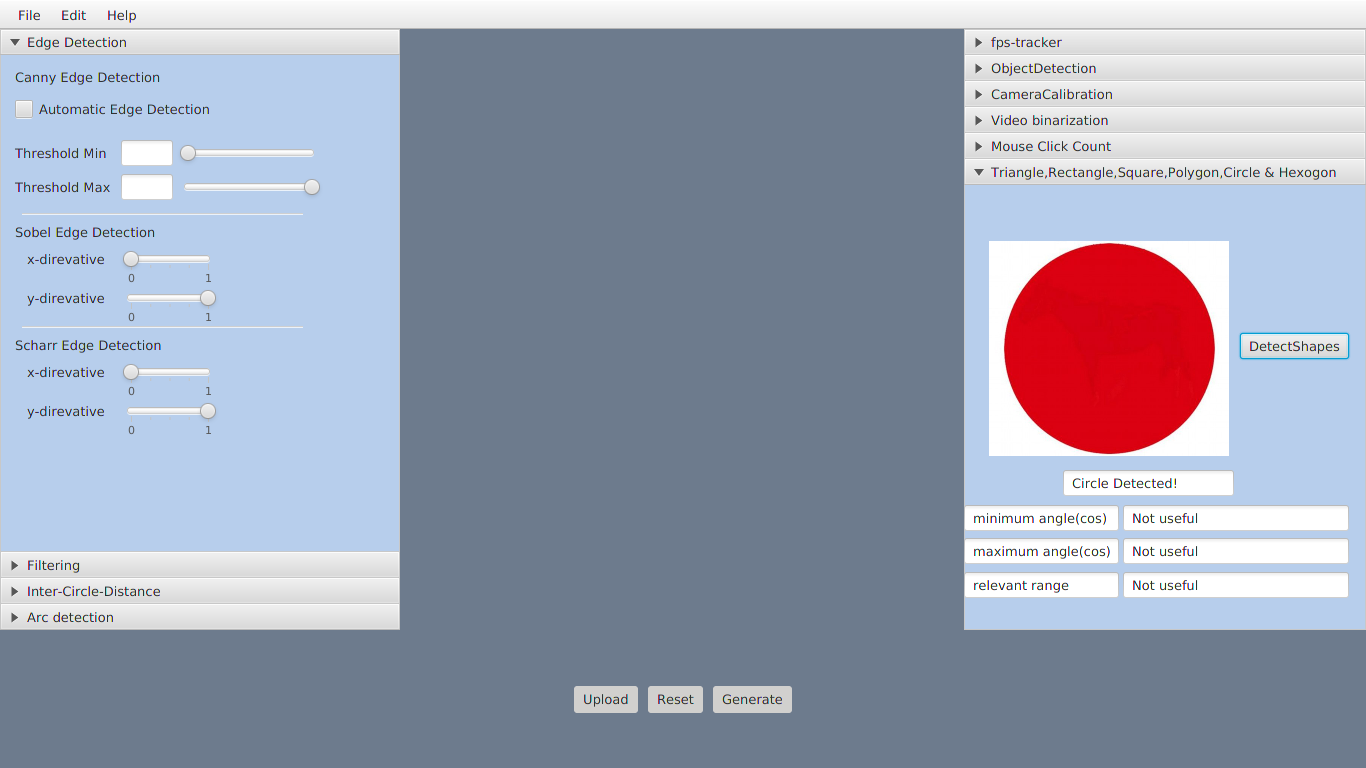 File Edit Help
Edge Detection
Canny Edge Detection
Automatic Edge Detection
Threshold Min
Threshold Max
Sobel Edge Detection
x-direvative
0 1
y-direvative
0 1
Scharr Edge Detection
x-direvative
0 1
y-direvative
0 1
Filtering
Inter-Circle-Distance
Arc detection
fps-tracker
ObjectDetection
CameraCalibration
Video binarization
Mouse Click Count
Triangle,Rectangle,Square,Polygon,Circle & Hexogon
DetectShapes
Circle Detected!
minimum angle(cos) Not useful
maximum angle(cos) Not useful
relevant range Not useful
Upload Reset Generate